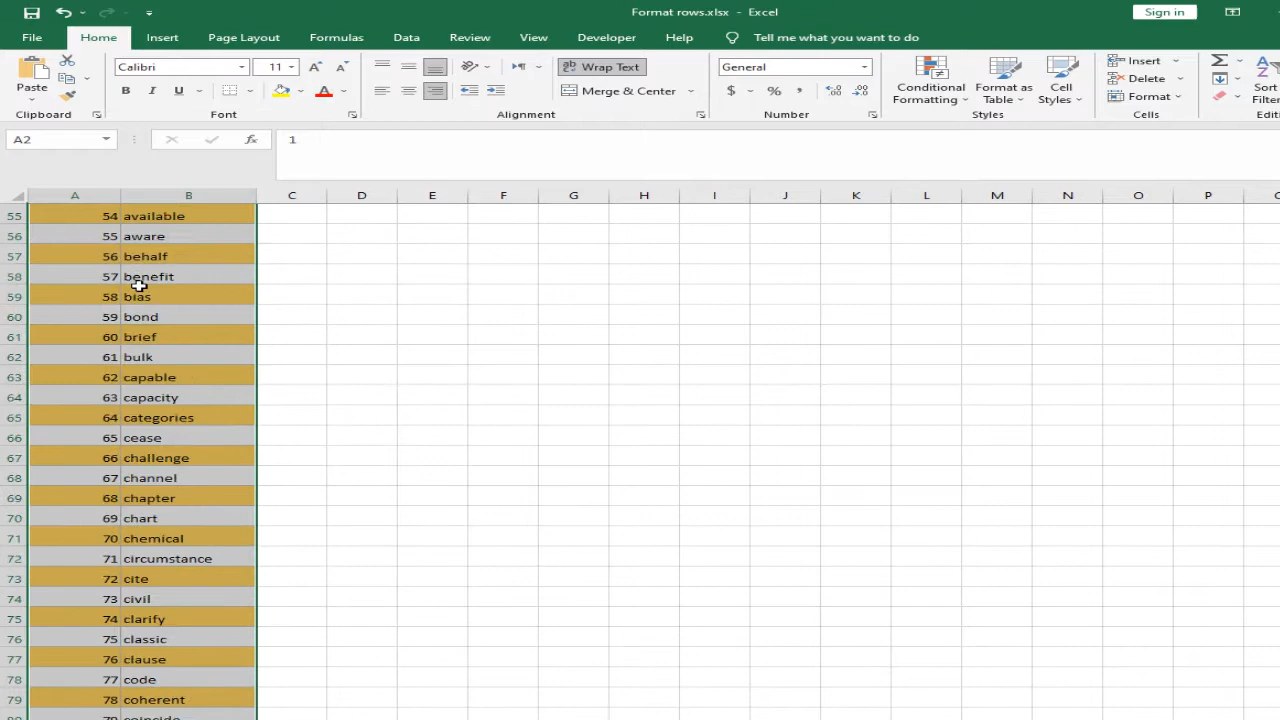 Format rows.xlsx - Excel
Sign in
File Home Insert Page Layout Formulas Data Review View Developer Help Tell me what you want to do
Calibri 11 Wrap Text General Insert
Paste B I U A Merge & Center $ % , Conditional Formatting Format as Table Cell Styles Delete Format Sort
Clipboard Font Alignment Number Styles Cells
A2 fx 1
A B C D E F G H I J K L M N O P
55 54 available
56 55 aware
57 56 behalf
58 57 benefit
59 58 bias
60 59 bond
61 60 brief
62 61 bulk
63 62 capable
64 63 capacity
65 64 categories
66 65 cease
67 66 challenge
68 67 channel
69 68 chapter
70 69 chart
71 70 chemical
72 71 circumstance
73 72 cite
74 73 civil
75 74 clarify
76 75 classic
77 76 clause
78 77 code
79 78 coherent